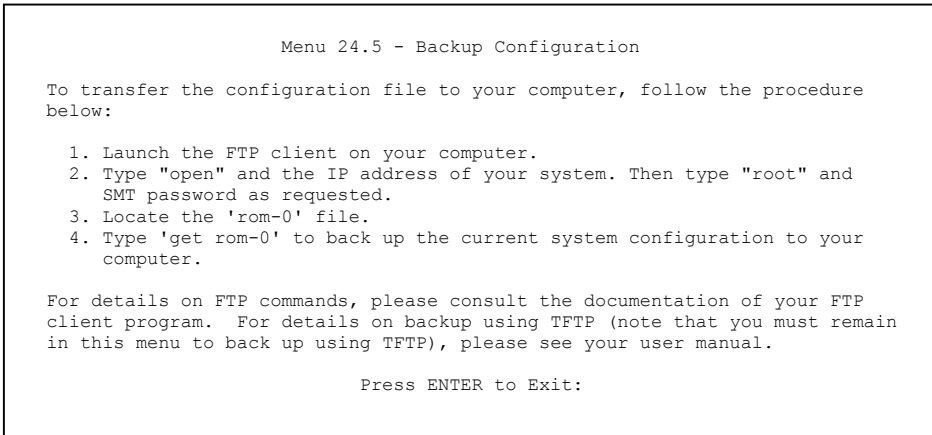 Menu 24.5 - Backup Configuration
To transfer the configuration file to your computer, follow the procedure
below:
1. Launch the FTP client on your computer.
2. Type "open" and the IP address of your system. Then type "root" and
SMT password as requested.
3. Locate the 'rom-0' file.
4. Type 'get rom-0' to back up the current system configuration to your
computer.
For details on FTP commands, please consult the documentation of your FTP
client program.  For details on backup using TFTP (note that you must remain
in this menu to back up using TFTP), please see your user manual.
Press ENTER to Exit: